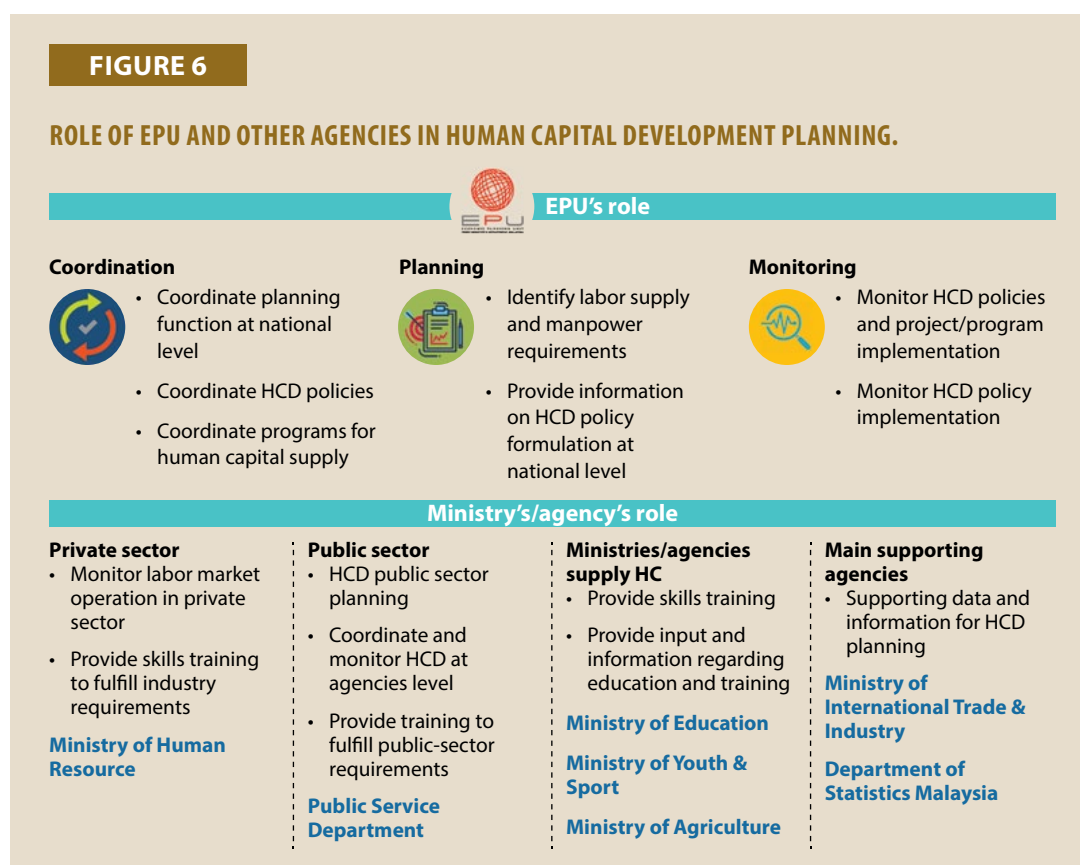 FIGURE 6
ROLE OF EPU AND OTHER AGENCIES IN HUMAN CAPITAL DEVELOPMENT PLANNING.
EPU
EPU's role
Coordination
• Coordinate planning
function at national
level
• Coordinate HCD policies
• Coordinate programs for
human capital supply
Planning
• Identify labor supply
and manpower
requirements
• Provide information
on HCD policy
formulation at
national level
Monitoring
• Monitor HCD policies
and project/program
implementation
• Monitor HCD policy
implementation
Ministry's/agency's role
Private sector
• Monitor labor market
operation in private
sector
• Provide skills training
to fulfill industry
requirements
Ministry of Human
Resource
Public sector
• HCD public sector
planning
• Coordinate and
monitor HCD at
agencies level
• Provide training to
fulfill public-sector
requirements
Public Service
Department
Ministries/agencies
supply HC
• Provide skills training
• Provide input and
information regarding
education and training
Ministry of Education
Ministry of Youth &
Sport
Ministry of Agriculture
Main supporting
agencies
• Supporting data and
information for HCD
planning
Ministry of
International Trade &
Industry
Department of
Statistics Malaysia